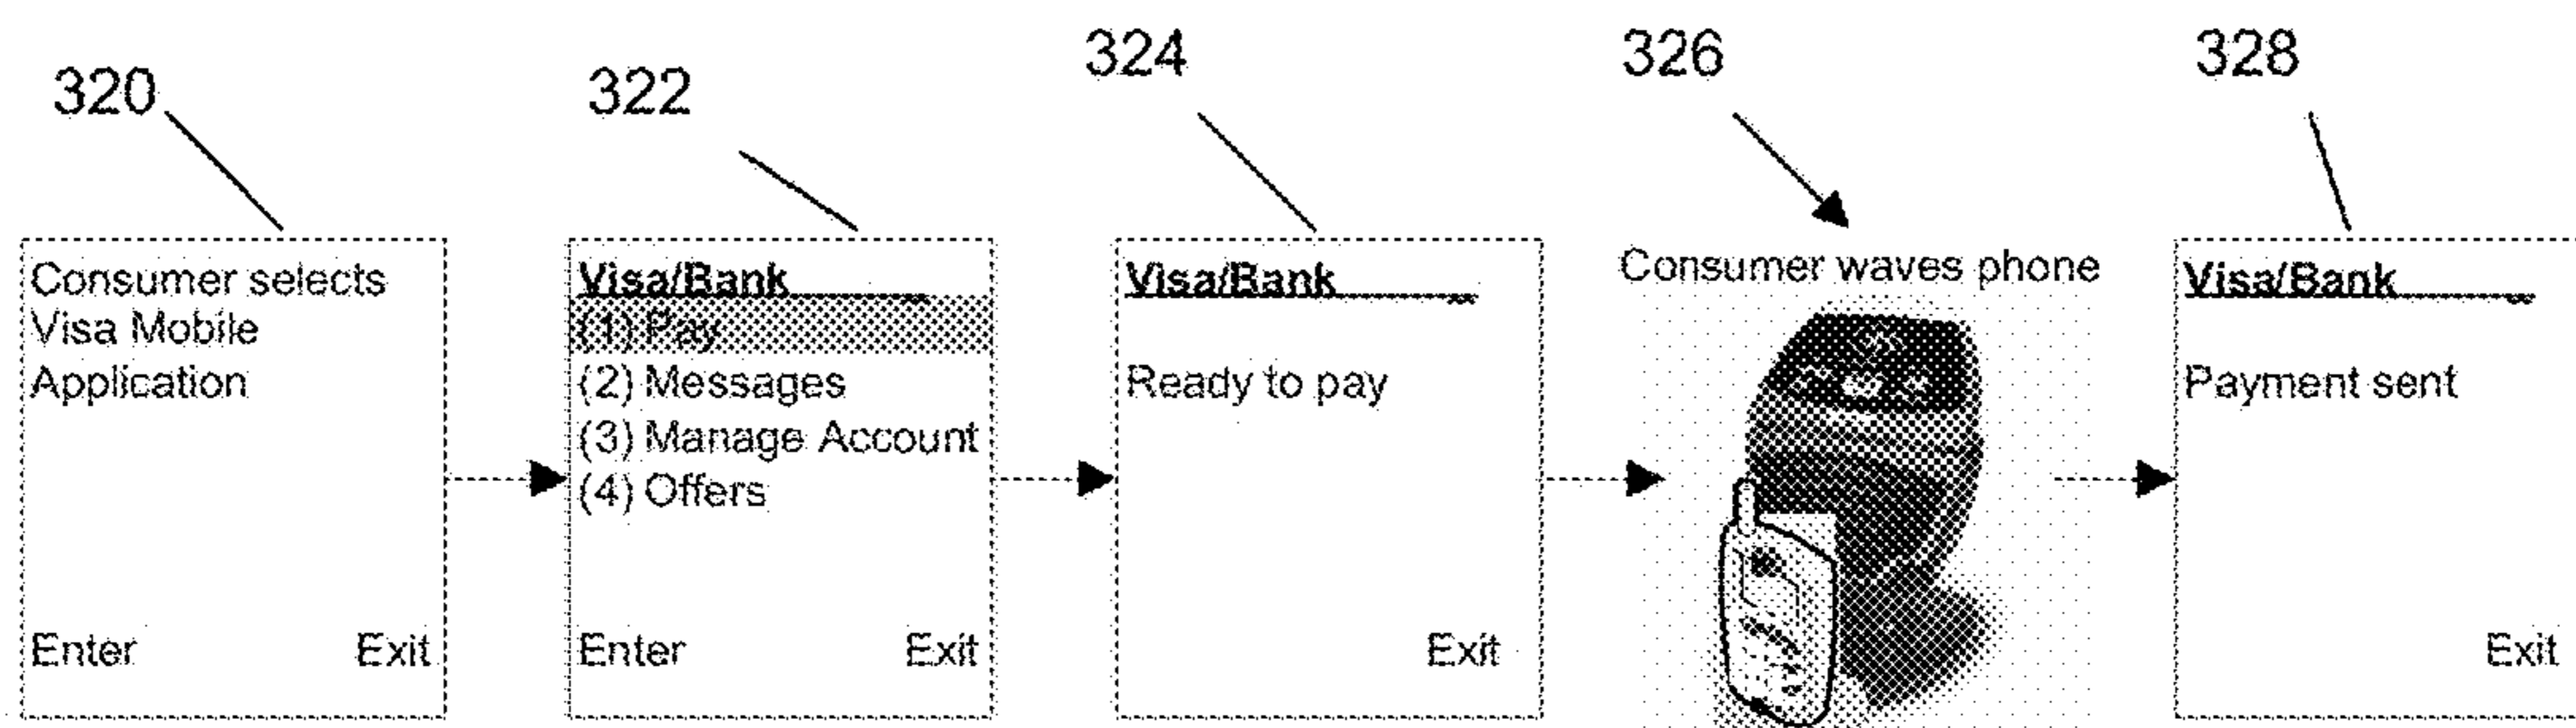 320
322
324
326
328
Consumer selects
Visa Mobile
Application
Enter Exit
Visa/Bank
(1) Pay
(2) Messages
(3) Manage Account
(4) Offers
Enter Exit
Visa/Bank
Ready to pay
Exit
Consumer waves phone
Visa/Bank
Payment sent
Exit